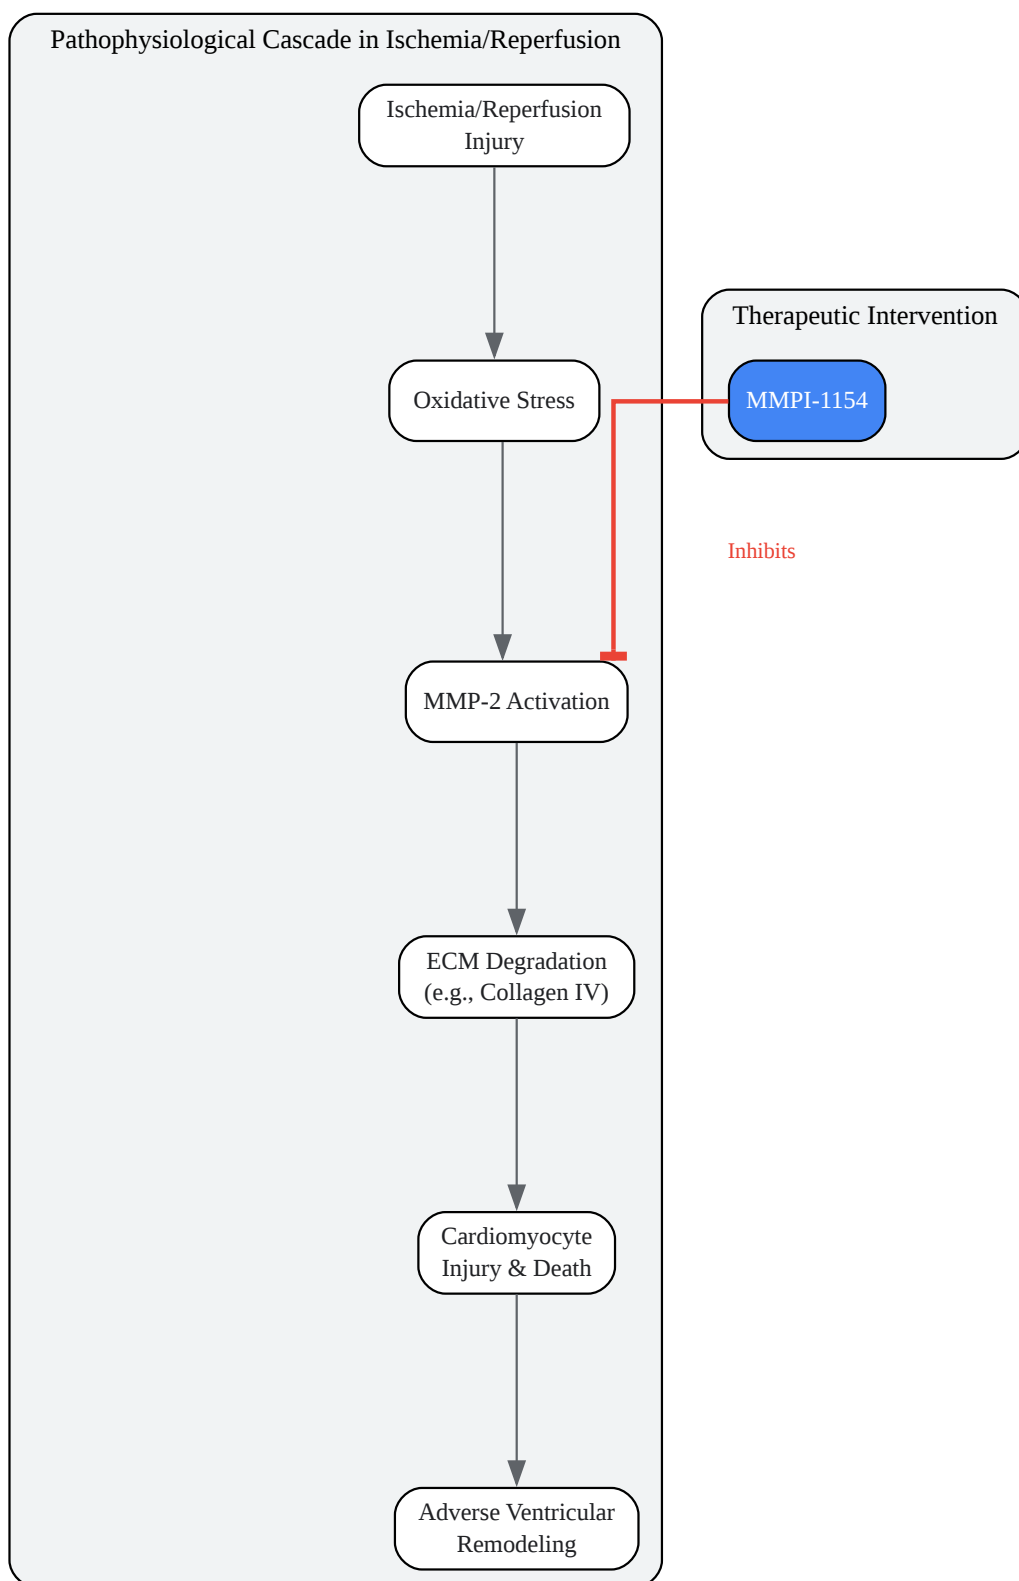 Pathophysiological Cascade in Ischemia/Reperfusion
Ischemia/Reperfusion
Injury
Therapeutic Intervention
Oxidative Stress
MMPI-1154
Inhibits
MMP-2 Activation
ECM Degradation
(e.g., Collagen IV)
Cardiomyocyte
Injury & Death
Adverse Ventricular
Remodeling